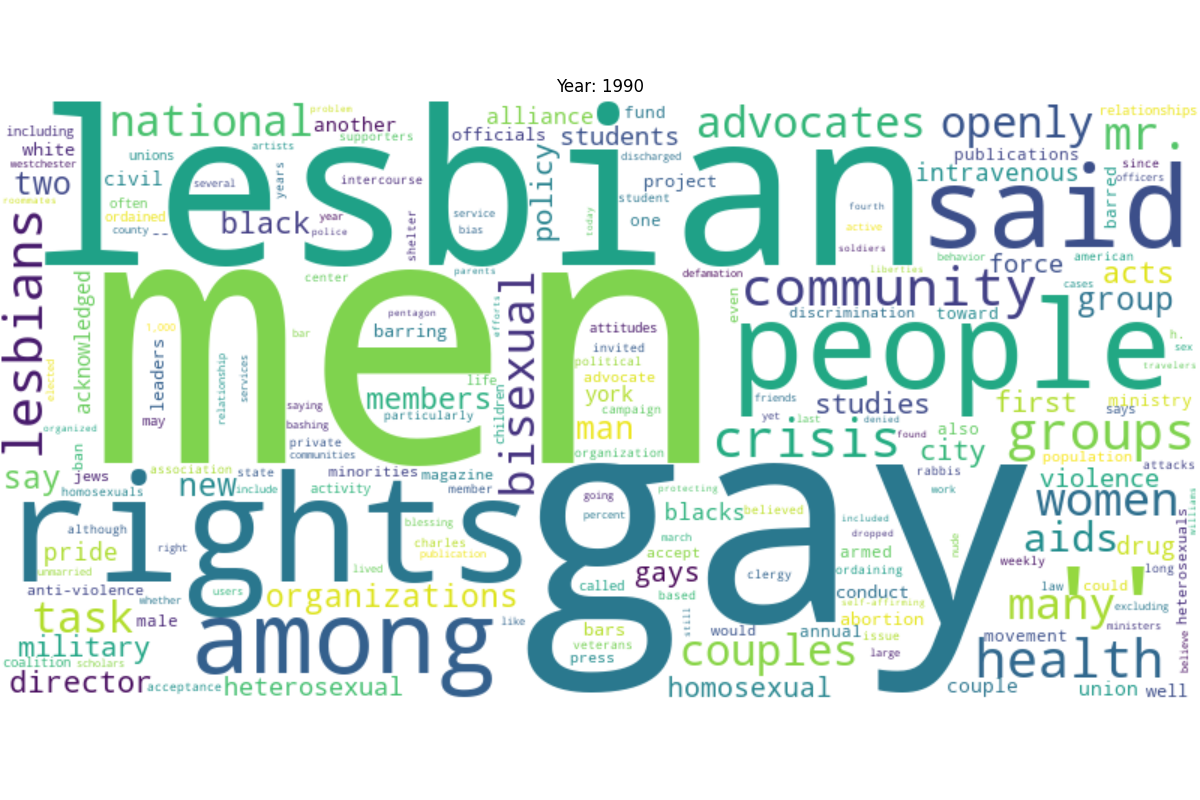 Year: 1990
lesbian
men
gay
rights
people
said
among
groups
community
advocates
health
crisis
couples
lesbians
bisexual
national
openly
mr.
many'
'
women
aids
task
military
director
organizations
heterosexual
homosexual
members
man
york
new
say
black
students
policy
alliance
officials
another
intravenous
publications
fund
project
one
student
discharged
including
white
westchester
two
roommates
unions
civil
several
often
ordained
county
--
artists
years
intercourse
year
police
shelter
service
bias
problem
supporters
today
relationships
since
officers
barred
fourth
active
soldiers
behavior
american
force
liberties
cases
acts
group
discrimination
toward
defamation
even
parents
center
efforts
pentagon
barring
1,000
bar
acknowledged
elected
leaders
may
relationship
services
saying
bashing
private
communities
life
particularly
children
attitudes
invited
political
advocate
campaign
organization
organized
ban
friends
yet
last
denied
studies
found
also
city
first
ministry
says
h.
sex
travelers
population
attacks
violence
jews
homosexuals
association
state
include
minorities
activity
magazine
member
although
right
pride
unmarried
lived
blessing
charles
publication
going
percent
protecting
believed
blacks
march
accept
gays
based
called
rabbis
work
included
dropped
armed
ordaining
clergy
nude
drug
weekly
long
law
could
excluding
ministers
heterosexuals
williams
believe
anti-violence
whether
male
users
like
coalition
scholars
acceptance
bars
veterans
press
still
would
annual
conduct
self-affirming
abortion
issue
large
movement
couple
union
well